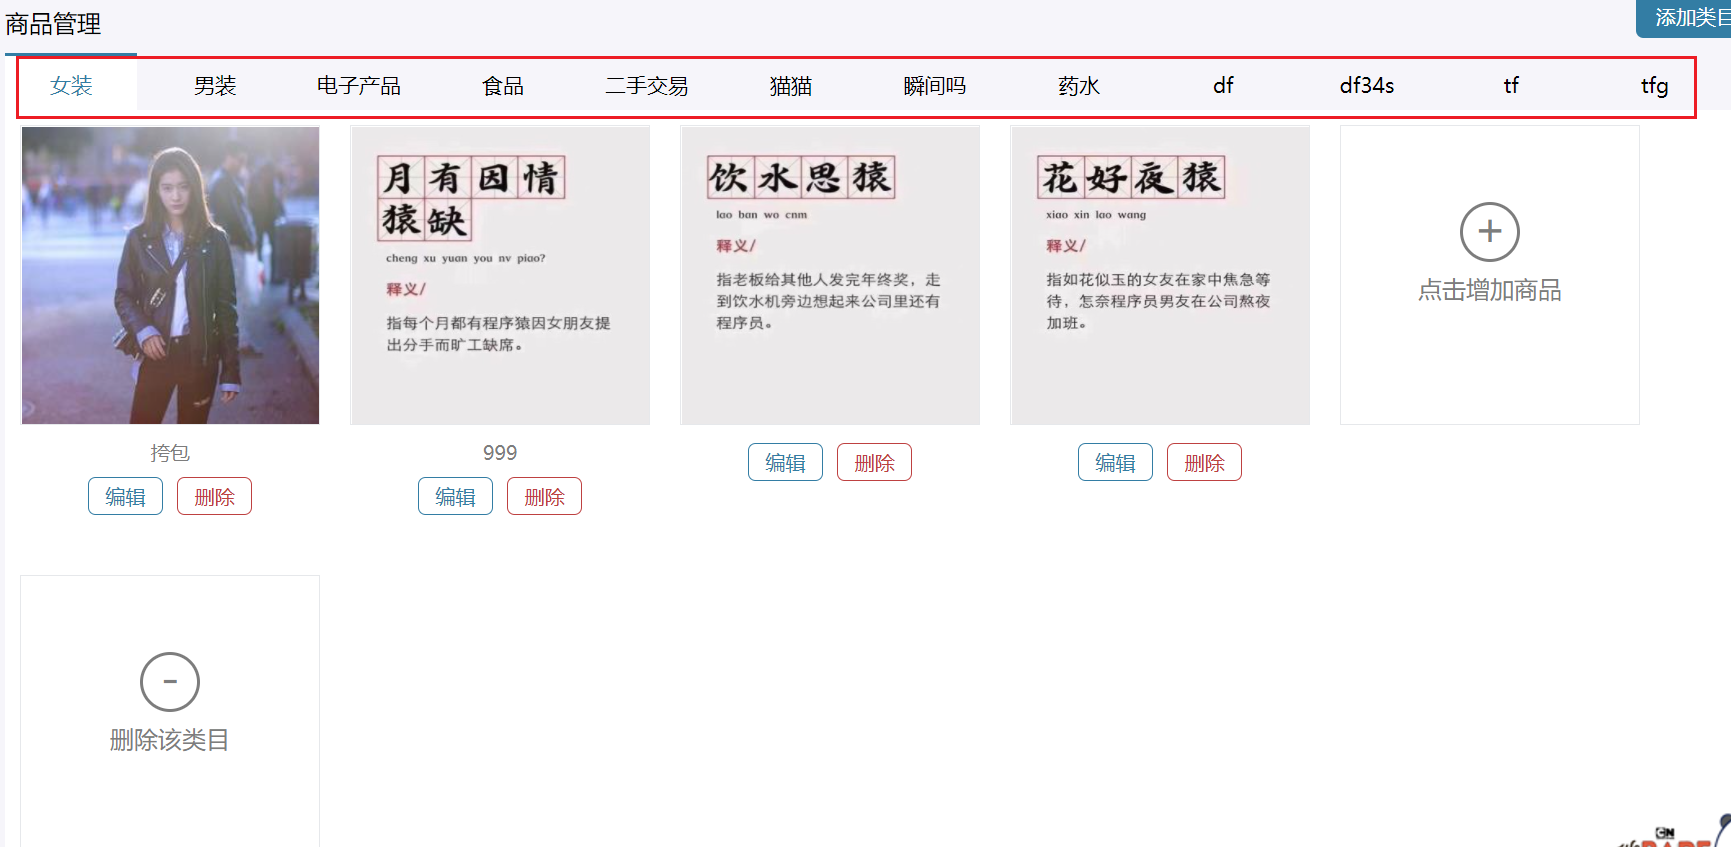 商品管理
添加类目
女装 男装 电子产品 食品 二手交易 猫猫 瞬间吗 药水 df df34s tf tfg
月有因情
猿缺
cheng xu yuan you nv piao?
释义/
指每个月都有程序猿因女朋友提
出分手而旷工缺席。
饮水思猿
lao ban wo cnm
释义/
指老板给其他人发完年终奖，走
到饮水机旁边想起来公司里还有
程序员。
花好夜猿
xiao xin lao wang
释义/
指如花似玉的女友在家中焦急等
待，怎奈程序员男友在公司熬夜
加班。
+
点击增加商品
挎包
编辑 删除
999
编辑 删除
编辑 删除
编辑 删除
-
删除该类目
CN